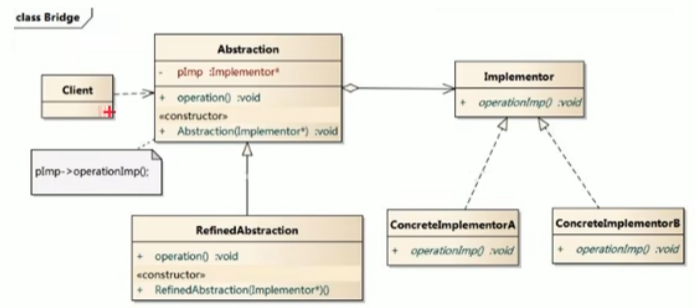 class Bridge
Abstraction
- pImp :Implementor*
+ operation() :void
«constructor»
+ Abstraction(Implementor*) :void
Client
pImp->operationImp();
Implementor
+ operationImp() :void
RefinedAbstraction
+ operation() :void
«constructor»
+ RefinedAbstraction(Implementor*)()
ConcreteImplementorA
+ operationImp() :void
ConcreteImplementorB
+ operationImp() :void